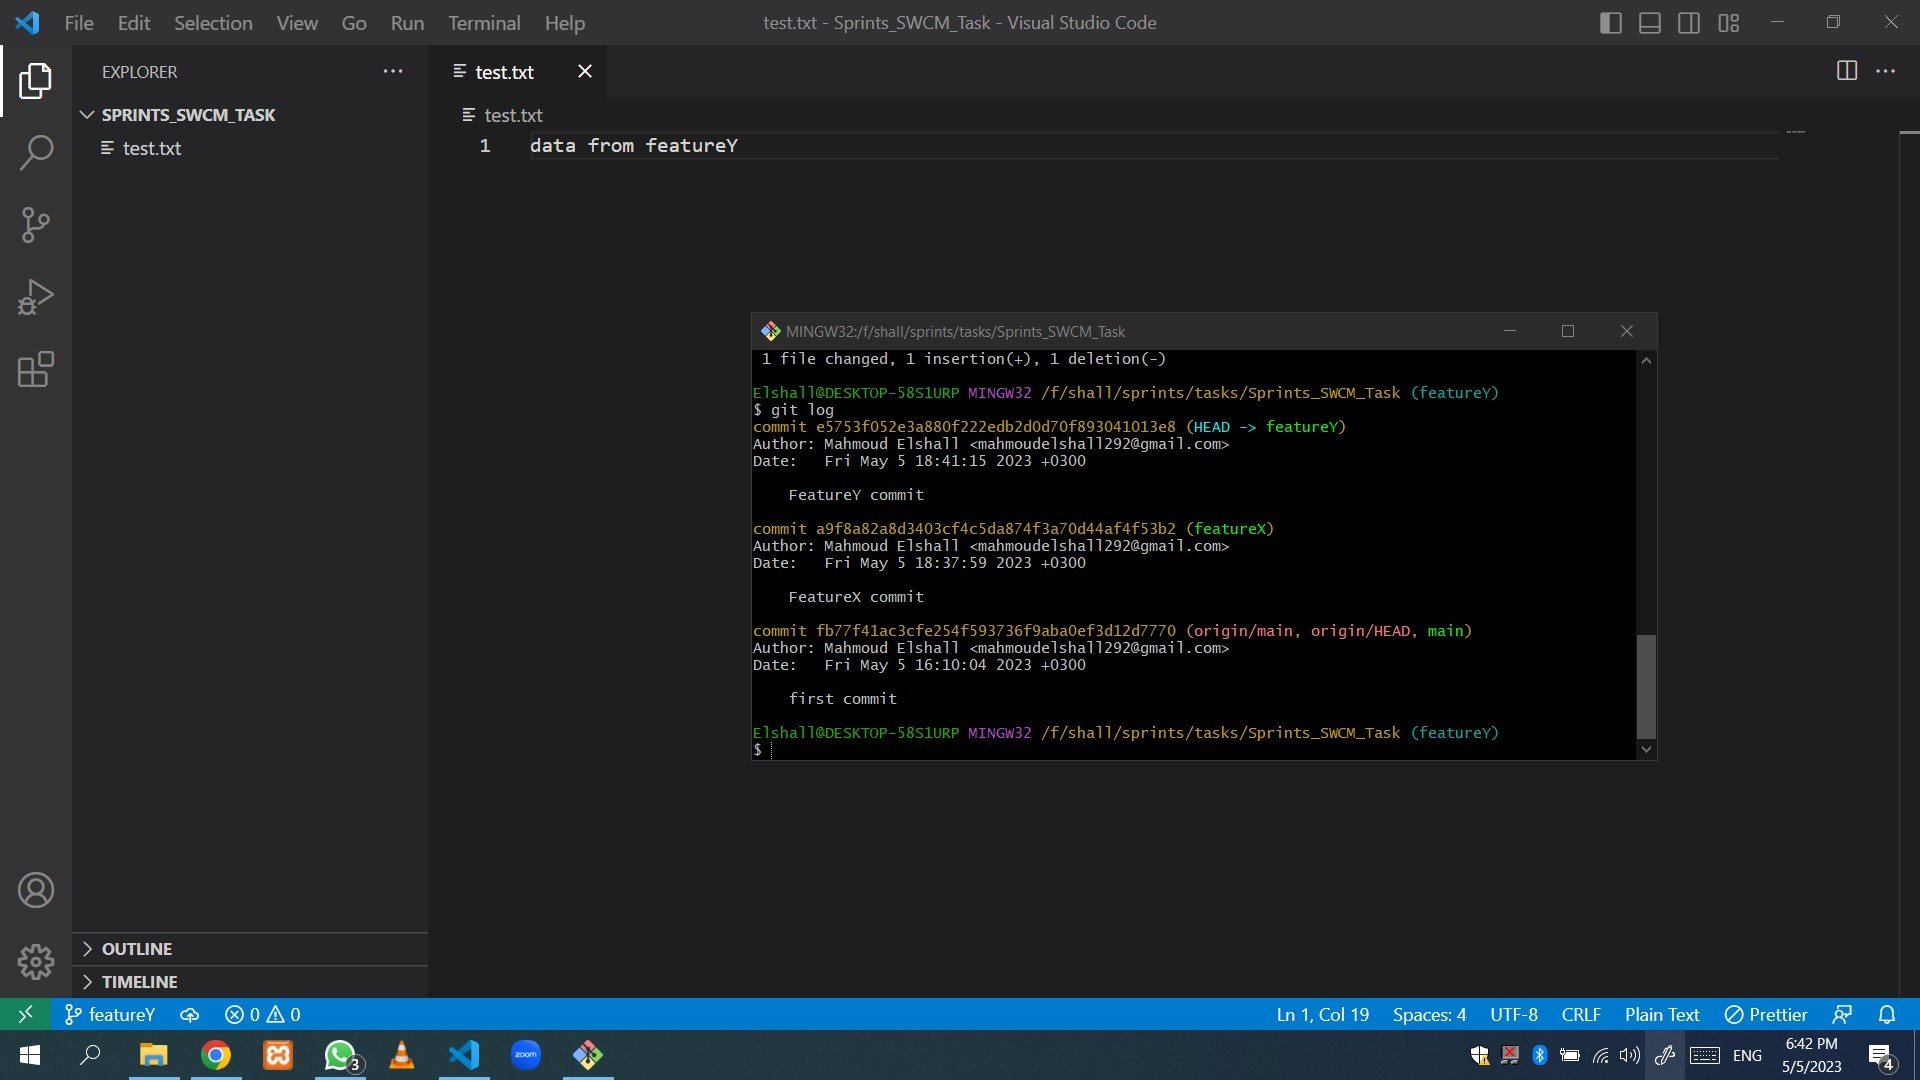 File Edit Selection View Go Run Terminal Help
test.txt - Sprints_SWCM_Task - Visual Studio Code
EXPLORER
test.txt
SPRINTS_SWCM_TASK
test.txt
test.txt
1 data from featureY
MINGW32:/f/shall/sprints/tasks/Sprints_SWCM_Task
1 file changed, 1 insertion(+), 1 deletion(-)
Elshall@DESKTOP-58S1URP MINGW32 /f/shall/sprints/tasks/Sprints_SWCM_Task (featureY)
$ git log
commit e5753f052e3a880f222edb2d0d70f893041013e8 (HEAD -> featureY)
Author: Mahmoud Elshall <mahmoudelshall292@gmail.com>
Date:   Fri May 5 18:41:15 2023 +0300
FeatureY commit
commit a9f8a82a8d3403cf4c5da874f3a70d44af4f53b2 (featureX)
Author: Mahmoud Elshall <mahmoudelshall292@gmail.com>
Date:   Fri May 5 18:37:59 2023 +0300
FeatureX commit
commit fb77f41ac3cfe254f593736f9aba0ef3d12d7770 (origin/main, origin/HEAD, main)
Author: Mahmoud Elshall <mahmoudelshall292@gmail.com>
Date:   Fri May 5 16:10:04 2023 +0300
first commit
Elshall@DESKTOP-58S1URP MINGW32 /f/shall/sprints/tasks/Sprints_SWCM_Task (featureY)
$
OUTLINE
TIMELINE
featureY 0 0 Ln 1, Col 19 Spaces: 4 UTF-8 CRLF Plain Text Prettier
3 zoom ENG 6:42 PM
5/5/2023 4